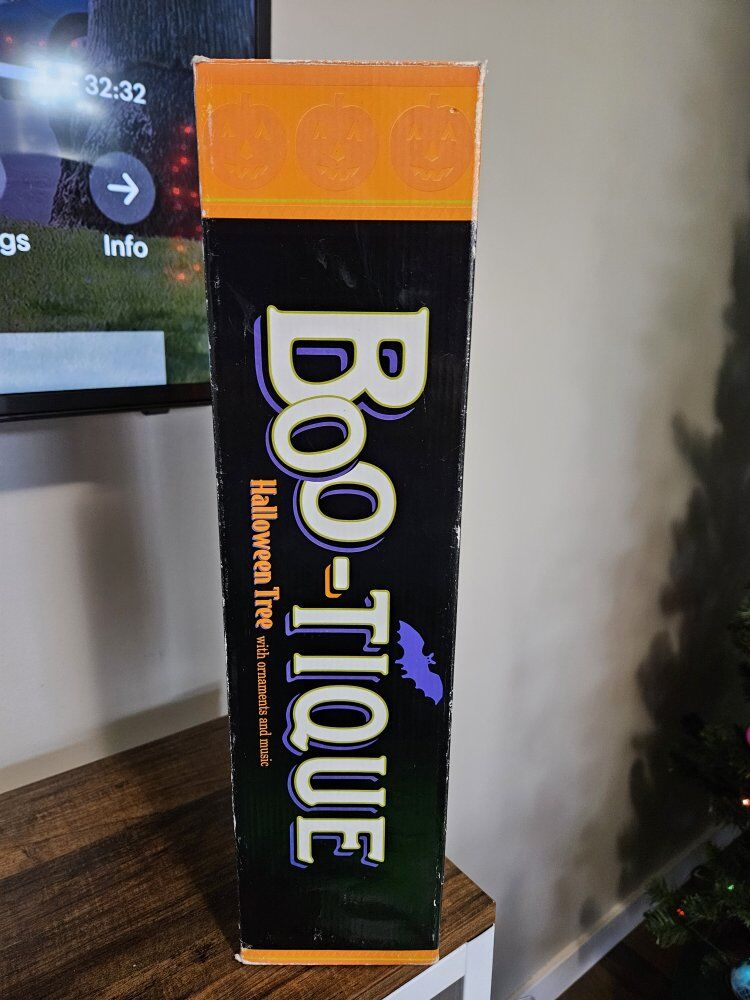 32:32
gs
Info
BOO-TIQUE
Halloween Tree with ornaments and music